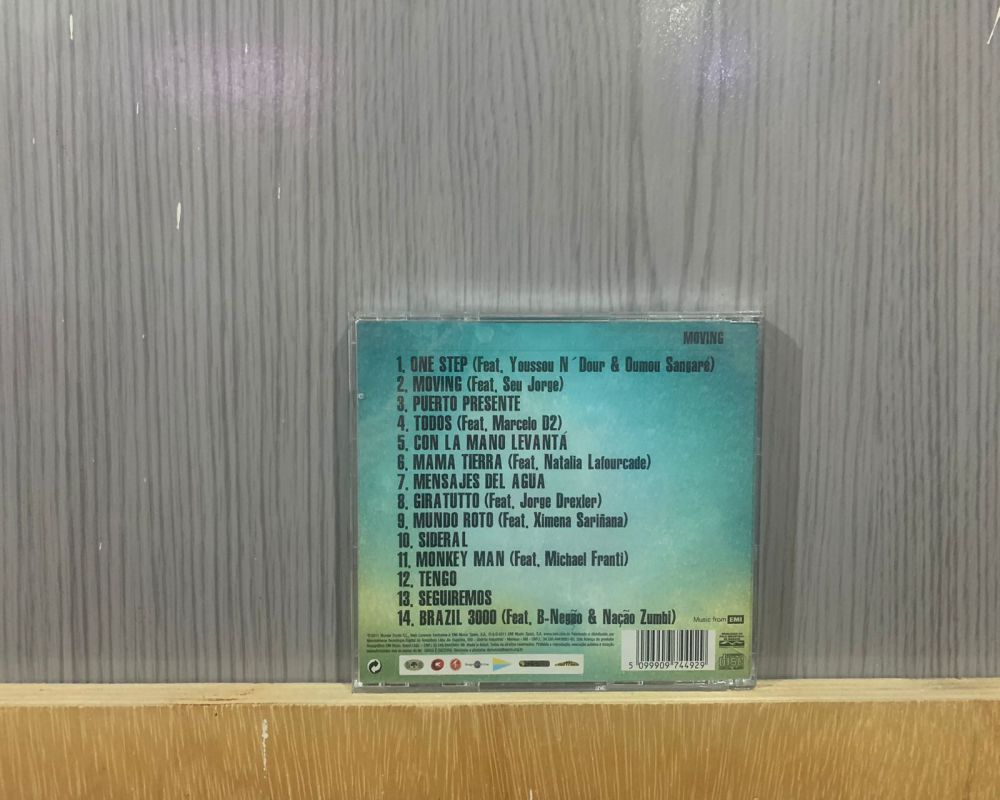 MOVING
1. ONE STEP (Feat. Youssou N´Dour & Oumou Sangaré)
2. MOVING (Feat. Seu Jorge)
3. PUERTO PRESENTE
4. TODOS (Feat. Marcelo D2)
5. CON LA MANO LEVANTÁ
6. MAMA TIERRA (Feat. Natalia Lafourcade)
7. MENSAJES DEL AGUA
8. GIRATUTTO (Feat. Jorge Drexler)
9. MUNDO ROTO (Feat. Ximena Sariñana)
10. SIDERAL
11. MONKEY MAN (Feat. Michael Franti)
12. TENGO
13. SEGUIREMOS
14. BRAZIL 3000 (Feat. B-Negão & Nação Zumbi)
Music from EMI
5 099909 744929